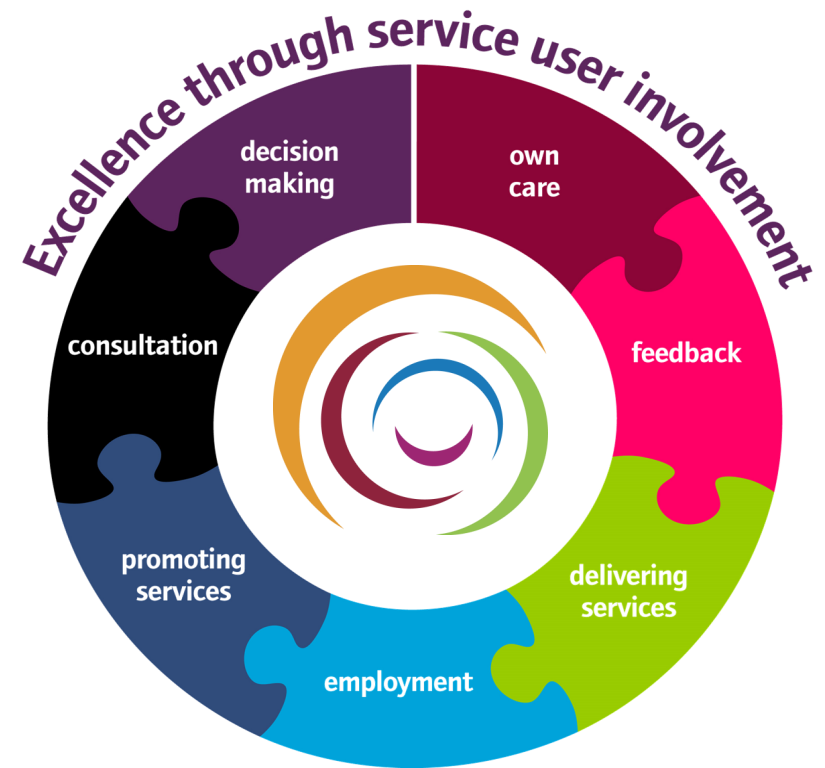 Excellence through service user involvement
own
care
feedback
delivering
services
employment
promoting
services
consultation
decision
making